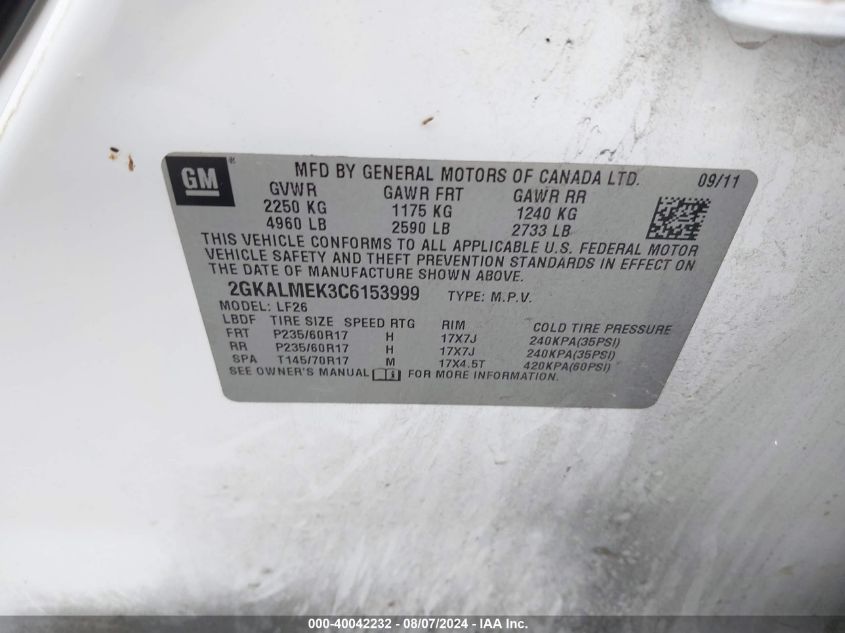 GM
MFD BY GENERAL MOTORS OF CANADA LTD. 09/11
GVWR GAWR FRT GAWR RR
2250 KG 1175 KG 1240 KG
4960 LB 2590 LB 2733 LB
THIS VEHICLE CONFORMS TO ALL APPLICABLE U.S. FEDERAL MOTOR
VEHICLE SAFETY AND THEFT PREVENTION STANDARDS IN EFFECT ON
THE DATE OF MANUFACTURE SHOWN ABOVE.
2GKALMEK3C6153999 TYPE: M.P.V.
MODEL: LF26
LBDF TIRE SIZE SPEED RTG RIM COLD TIRE PRESSURE
FRT P235/60R17 H 17X7J 240KPA(35PSI)
RR P235/60R17 H 17X7J 240KPA(35PSI)
SPA T145/70R17 M 17X4.5T 420KPA(60PSI)
SEE OWNER'S MANUAL FOR MORE INFORMATION.
000-40042232 - 08/07/2024 - IAA Inc.